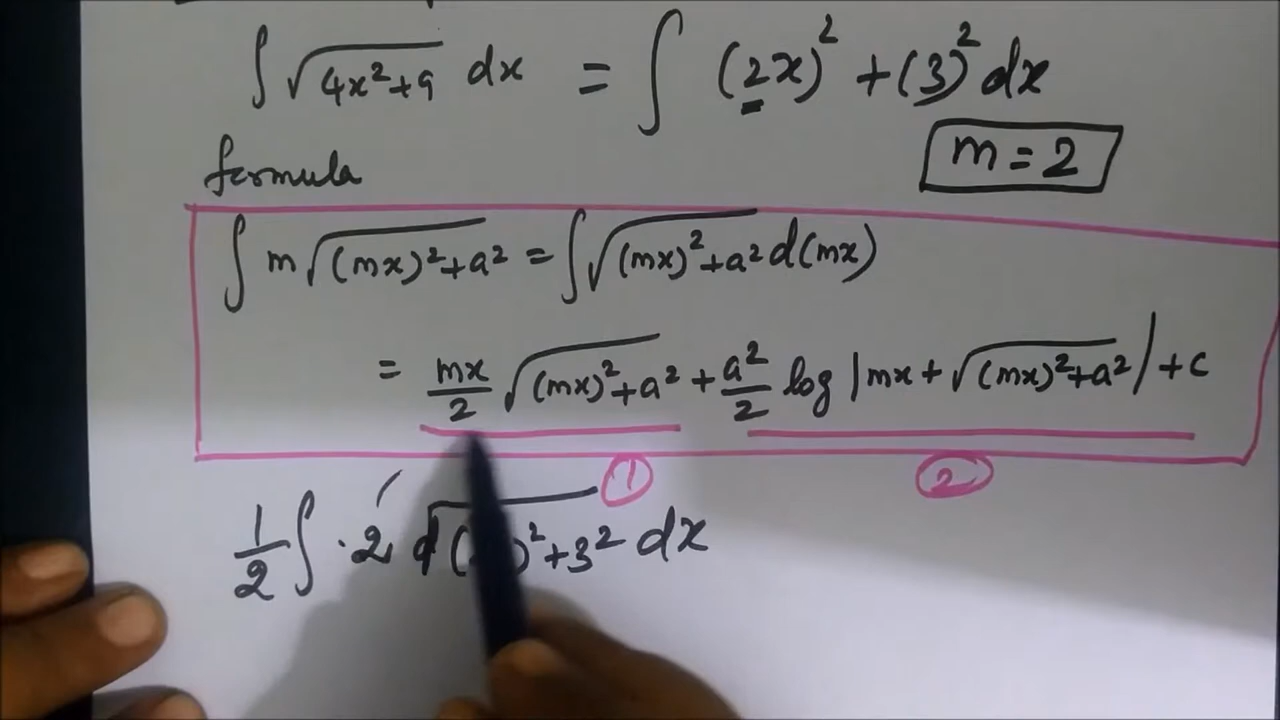 ∫ √4x²+9 dx = ∫ (2x)² + (3)² dx
m = 2
formula
∫ m√(mx)²+a² = ∫√(mx)²+a² d(mx)
= mx/2 √(mx)²+a² + a²/2 log |mx + √(mx)²+a²| + c
1 2
1/2 ∫ · 2 √( )²+3² dx